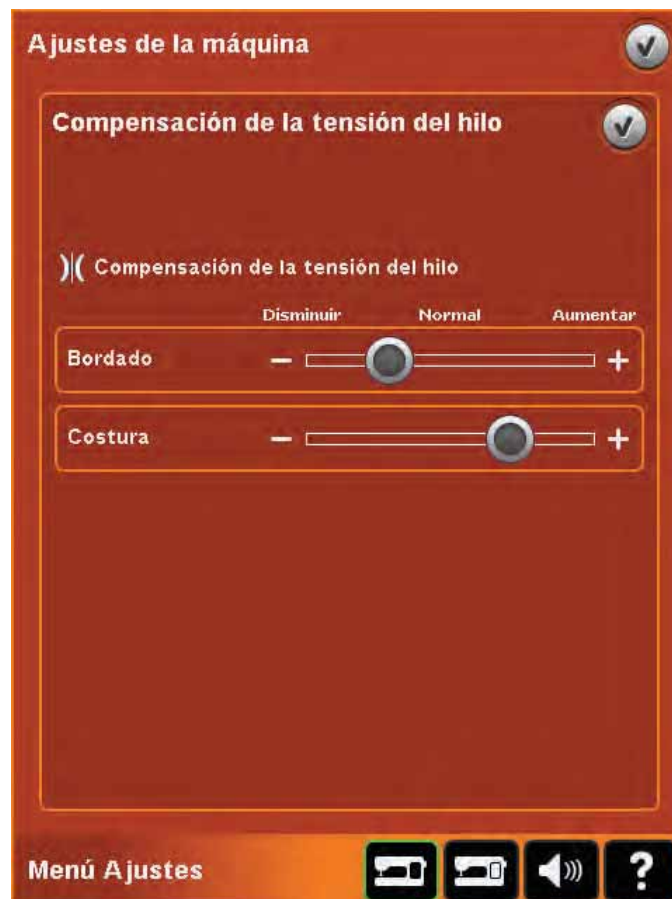 Ajustes de la máquina
Compensación de la tensión del hilo
Compensación de la tensión del hilo
Disminuir Normal Aumentar
Bordado − +
Costura − +
Menú Ajustes ?